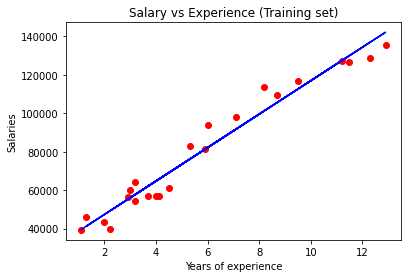 Salary vs Experience (Training set)
140000
120000
100000
80000
60000
40000
Salaries
2 4 6 8 10 12
Years of experience